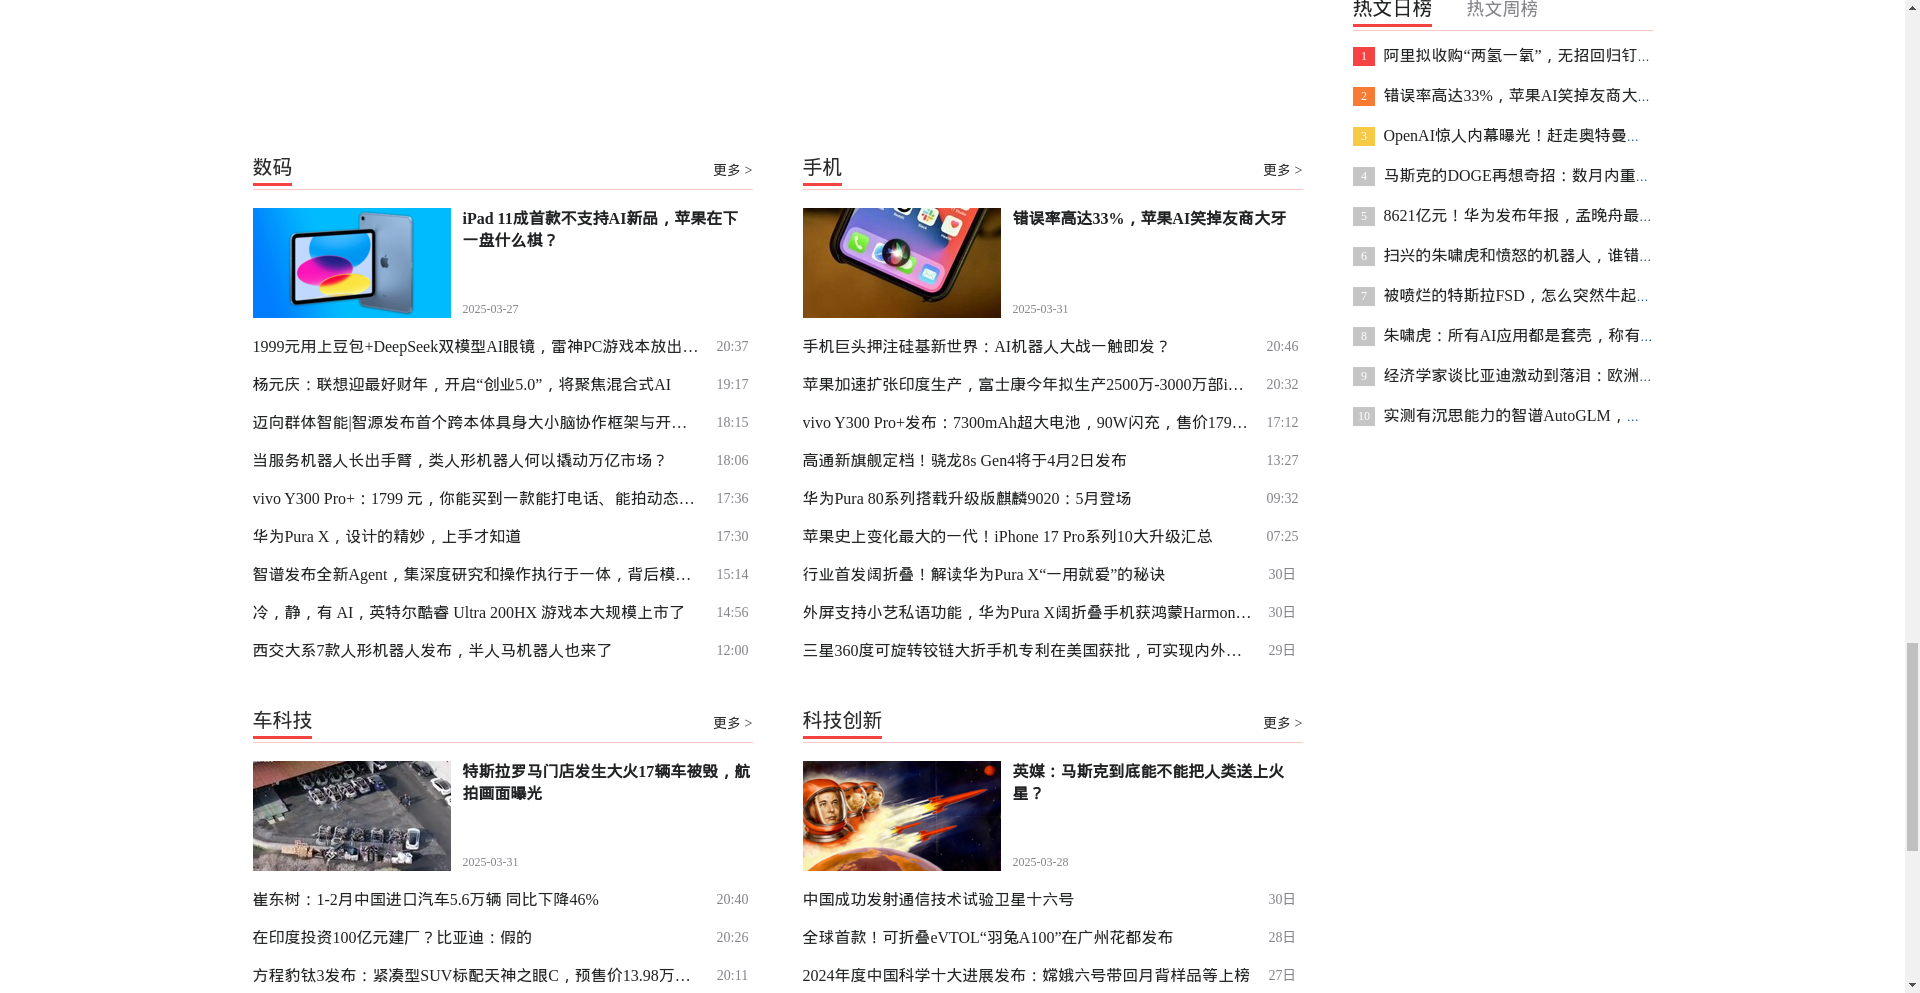 数码
更多 >
iPad 11成首款不支持AI新品，苹果在下
一盘什么棋？
2025-03-27
1999元用上豆包+DeepSeek双模型AI眼镜，雷神PC游戏本放出… 20:37
杨元庆：联想迎最好财年，开启“创业5.0”，将聚焦混合式AI 19:17
迈向群体智能|智源发布首个跨本体具身大小脑协作框架与开… 18:15
当服务机器人长出手臂，类人形机器人何以撬动万亿市场？ 18:06
vivo Y300 Pro+：1799 元，你能买到一款能打电话、能拍动态… 17:36
华为Pura X，设计的精妙，上手才知道 17:30
智谱发布全新Agent，集深度研究和操作执行于一体，背后模… 15:14
冷，静，有 AI，英特尔酷睿 Ultra 200HX 游戏本大规模上市了 14:56
西交大系7款人形机器人发布，半人马机器人也来了 12:00
手机
更多 >
错误率高达33%，苹果AI笑掉友商大牙
2025-03-31
手机巨头押注硅基新世界：AI机器人大战一触即发？ 20:46
苹果加速扩张印度生产，富士康今年拟生产2500万-3000万部i… 20:32
vivo Y300 Pro+发布：7300mAh超大电池，90W闪充，售价179… 17:12
高通新旗舰定档！骁龙8s Gen4将于4月2日发布 13:27
华为Pura 80系列搭载升级版麒麟9020：5月登场 09:32
苹果史上变化最大的一代！iPhone 17 Pro系列10大升级汇总 07:25
行业首发阔折叠！解读华为Pura X“一用就爱”的秘诀 30日
外屏支持小艺私语功能，华为Pura X阔折叠手机获鸿蒙Harmon… 30日
三星360度可旋转铰链大折手机专利在美国获批，可实现内外… 29日
车科技
更多 >
特斯拉罗马门店发生大火17辆车被毁，航
拍画面曝光
2025-03-31
崔东树：1-2月中国进口汽车5.6万辆 同比下降46% 20:40
在印度投资100亿元建厂？比亚迪：假的 20:26
方程豹钛3发布：紧凑型SUV标配天神之眼C，预售价13.98万… 20:11
科技创新
更多 >
英媒：马斯克到底能不能把人类送上火
星？
2025-03-28
中国成功发射通信技术试验卫星十六号 30日
全球首款！可折叠eVTOL“羽兔A100”在广州花都发布 28日
2024年度中国科学十大进展发布：嫦娥六号带回月背样品等上榜 27日
热文日榜 热文周榜
1 阿里拟收购“两氢一氧”，无招回归钉…
2 错误率高达33%，苹果AI笑掉友商大…
3 OpenAI惊人内幕曝光！赶走奥特曼…
4 马斯克的DOGE再想奇招：数月内重…
5 8621亿元！华为发布年报，孟晚舟最…
6 扫兴的朱啸虎和愤怒的机器人，谁错…
7 被喷烂的特斯拉FSD，怎么突然牛起…
8 朱啸虎：所有AI应用都是套壳，称有…
9 经济学家谈比亚迪激动到落泪：欧洲…
10 实测有沉思能力的智谱AutoGLM，…